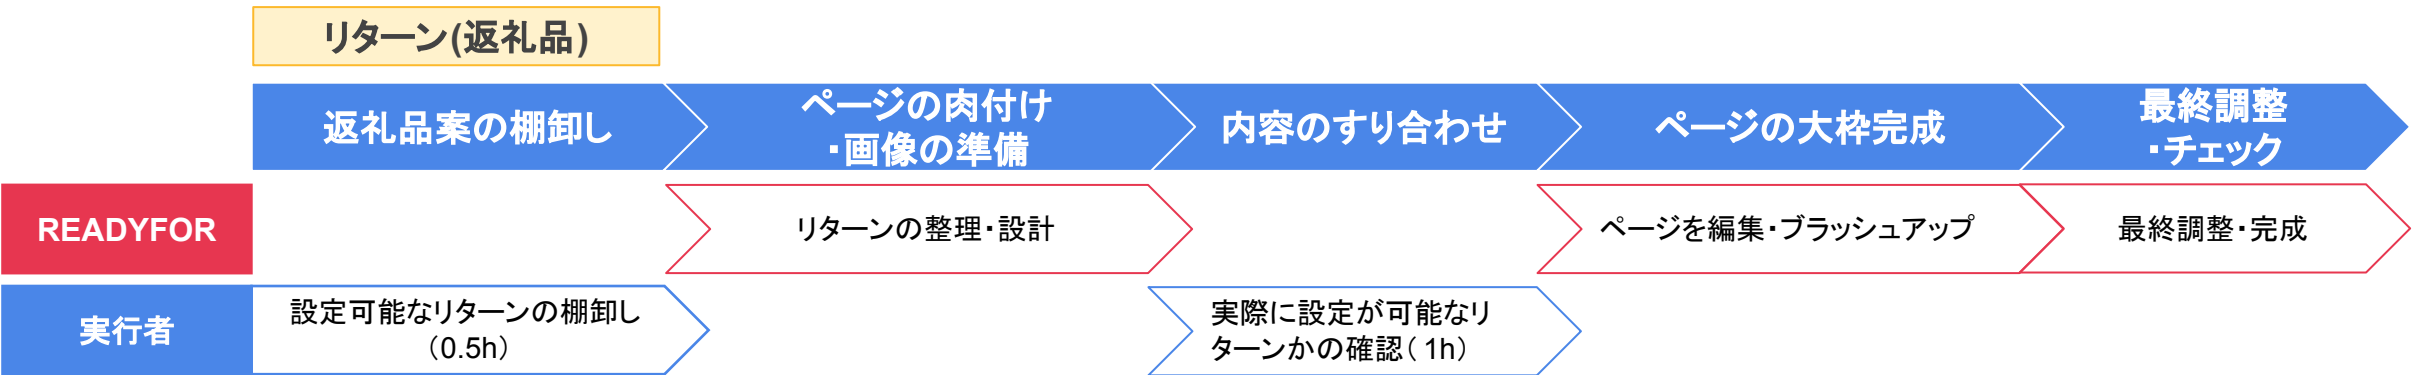 リターン(返礼品)
返礼品案の棚卸し
ページの肉付け
・画像の準備
内容のすり合わせ
ページの大枠完成
最終調整
・チェック
READYFOR
リターンの整理・設計
ページを編集・ブラッシュアップ
最終調整・完成
実行者
設定可能なリターンの棚卸し
（0.5h）
実際に設定が可能なリ
ターンかの確認（1h）